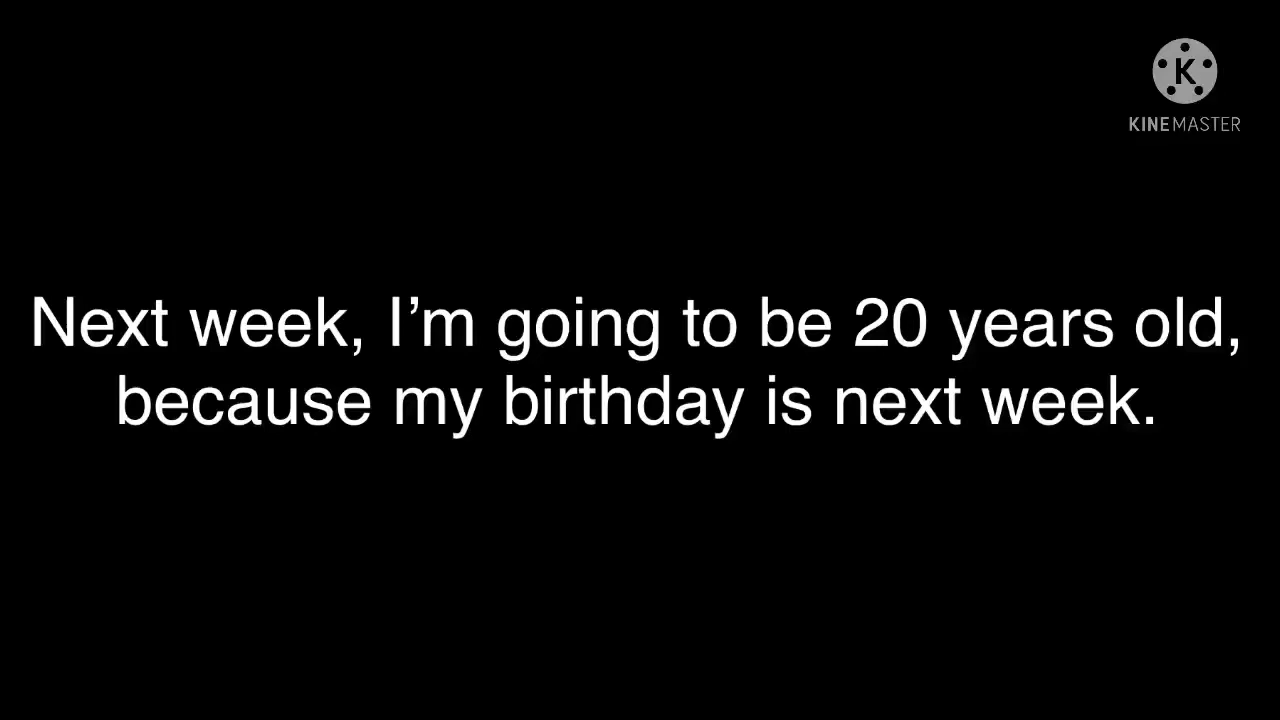 K
KINEMASTER
Next week, I’m going to be 20 years old,
because my birthday is next week.